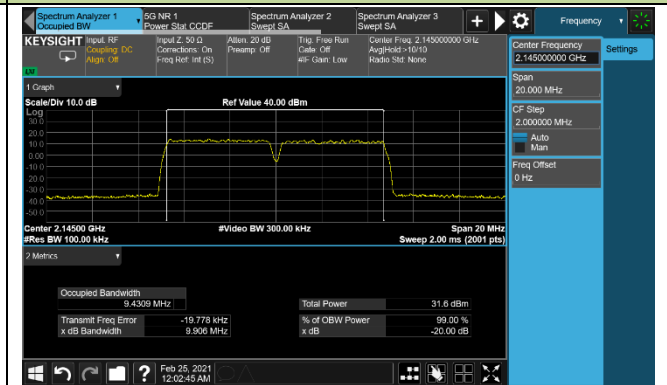 Spectrum Analyzer 1
Occupied BW
5G NR 1
Power Stat CCDF
Spectrum Analyzer 2
Swept SA
Spectrum Analyzer 3
Swept SA
+
Frequency
KEYSIGHT
Input: RF
Coupling: DC
Align: Off
Input Z: 50 Ω
Corrections: On
Freq Ref: Int (S)
Atten: 20 dB
Preamp: Off
Trig: Free Run
Gate: Off
#IF Gain: Low
Center Freq: 2.145000000 GHz
Avg|Hold:>10/10
Radio Std: None
LW
Center Frequency
2.145000000 GHz
Settings
Span
20.000 MHz
CF Step
2.000000 MHz
Auto
Man
Freq Offset
0 Hz
1 Graph
Scale/Div 10.0 dB
Ref Value 40.00 dBm
Log
30.0
20.0
10.0
0.00
-10.0
-20.0
-30.0
-40.0
-50.0
Center 2.14500 GHz
#Video BW 300.00 kHz
Span 20 MHz
#Res BW 100.00 kHz
Sweep 2.00 ms (2001 pts)
2 Metrics
Occupied Bandwidth
9.4309 MHz
Total Power
31.6 dBm
Transmit Freq Error
-19.778 kHz
% of OBW Power
99.00 %
x dB Bandwidth
9.906 MHz
x dB
-20.00 dB
?
Feb 25, 2021
12:02:45 AM